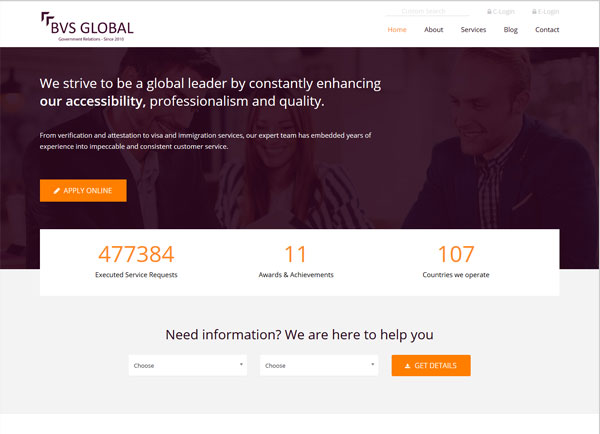 Custom Search
C-Login
E-Login
BVS GLOBAL
Government Relations - Since 2010
Home
About
Services
Blog
Contact
We strive to be a global leader by constantly enhancing
our accessibility, professionalism and quality.
From verification and attestation to visa and immigration services, our expert team has embedded years of
experience into impeccable and consistent customer service.
APPLY ONLINE
477384
11
107
Executed Service Requests
Awards & Achievements
Countries we operate
Need information? We are here to help you
Choose
Choose
GET DETAILS